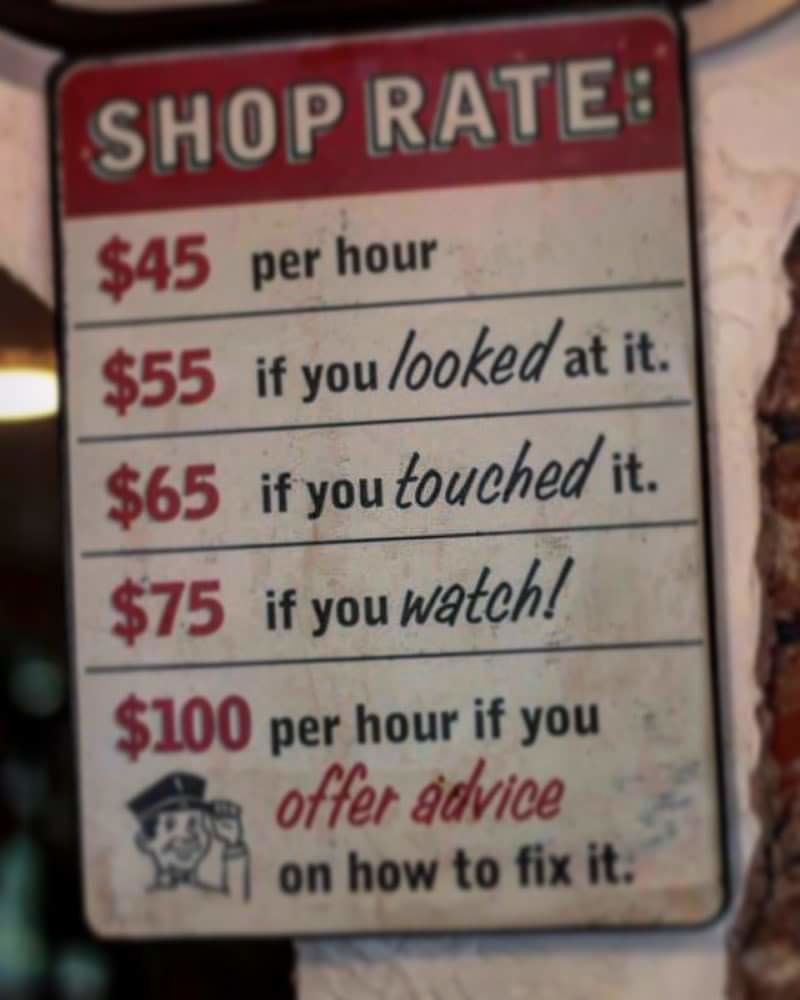 SHOP RATE:
$45 per hour
$55 if you looked at it.
$65 if you touched it.
$75 if you watch!
$100 per hour if you
offer advice
on how to fix it.